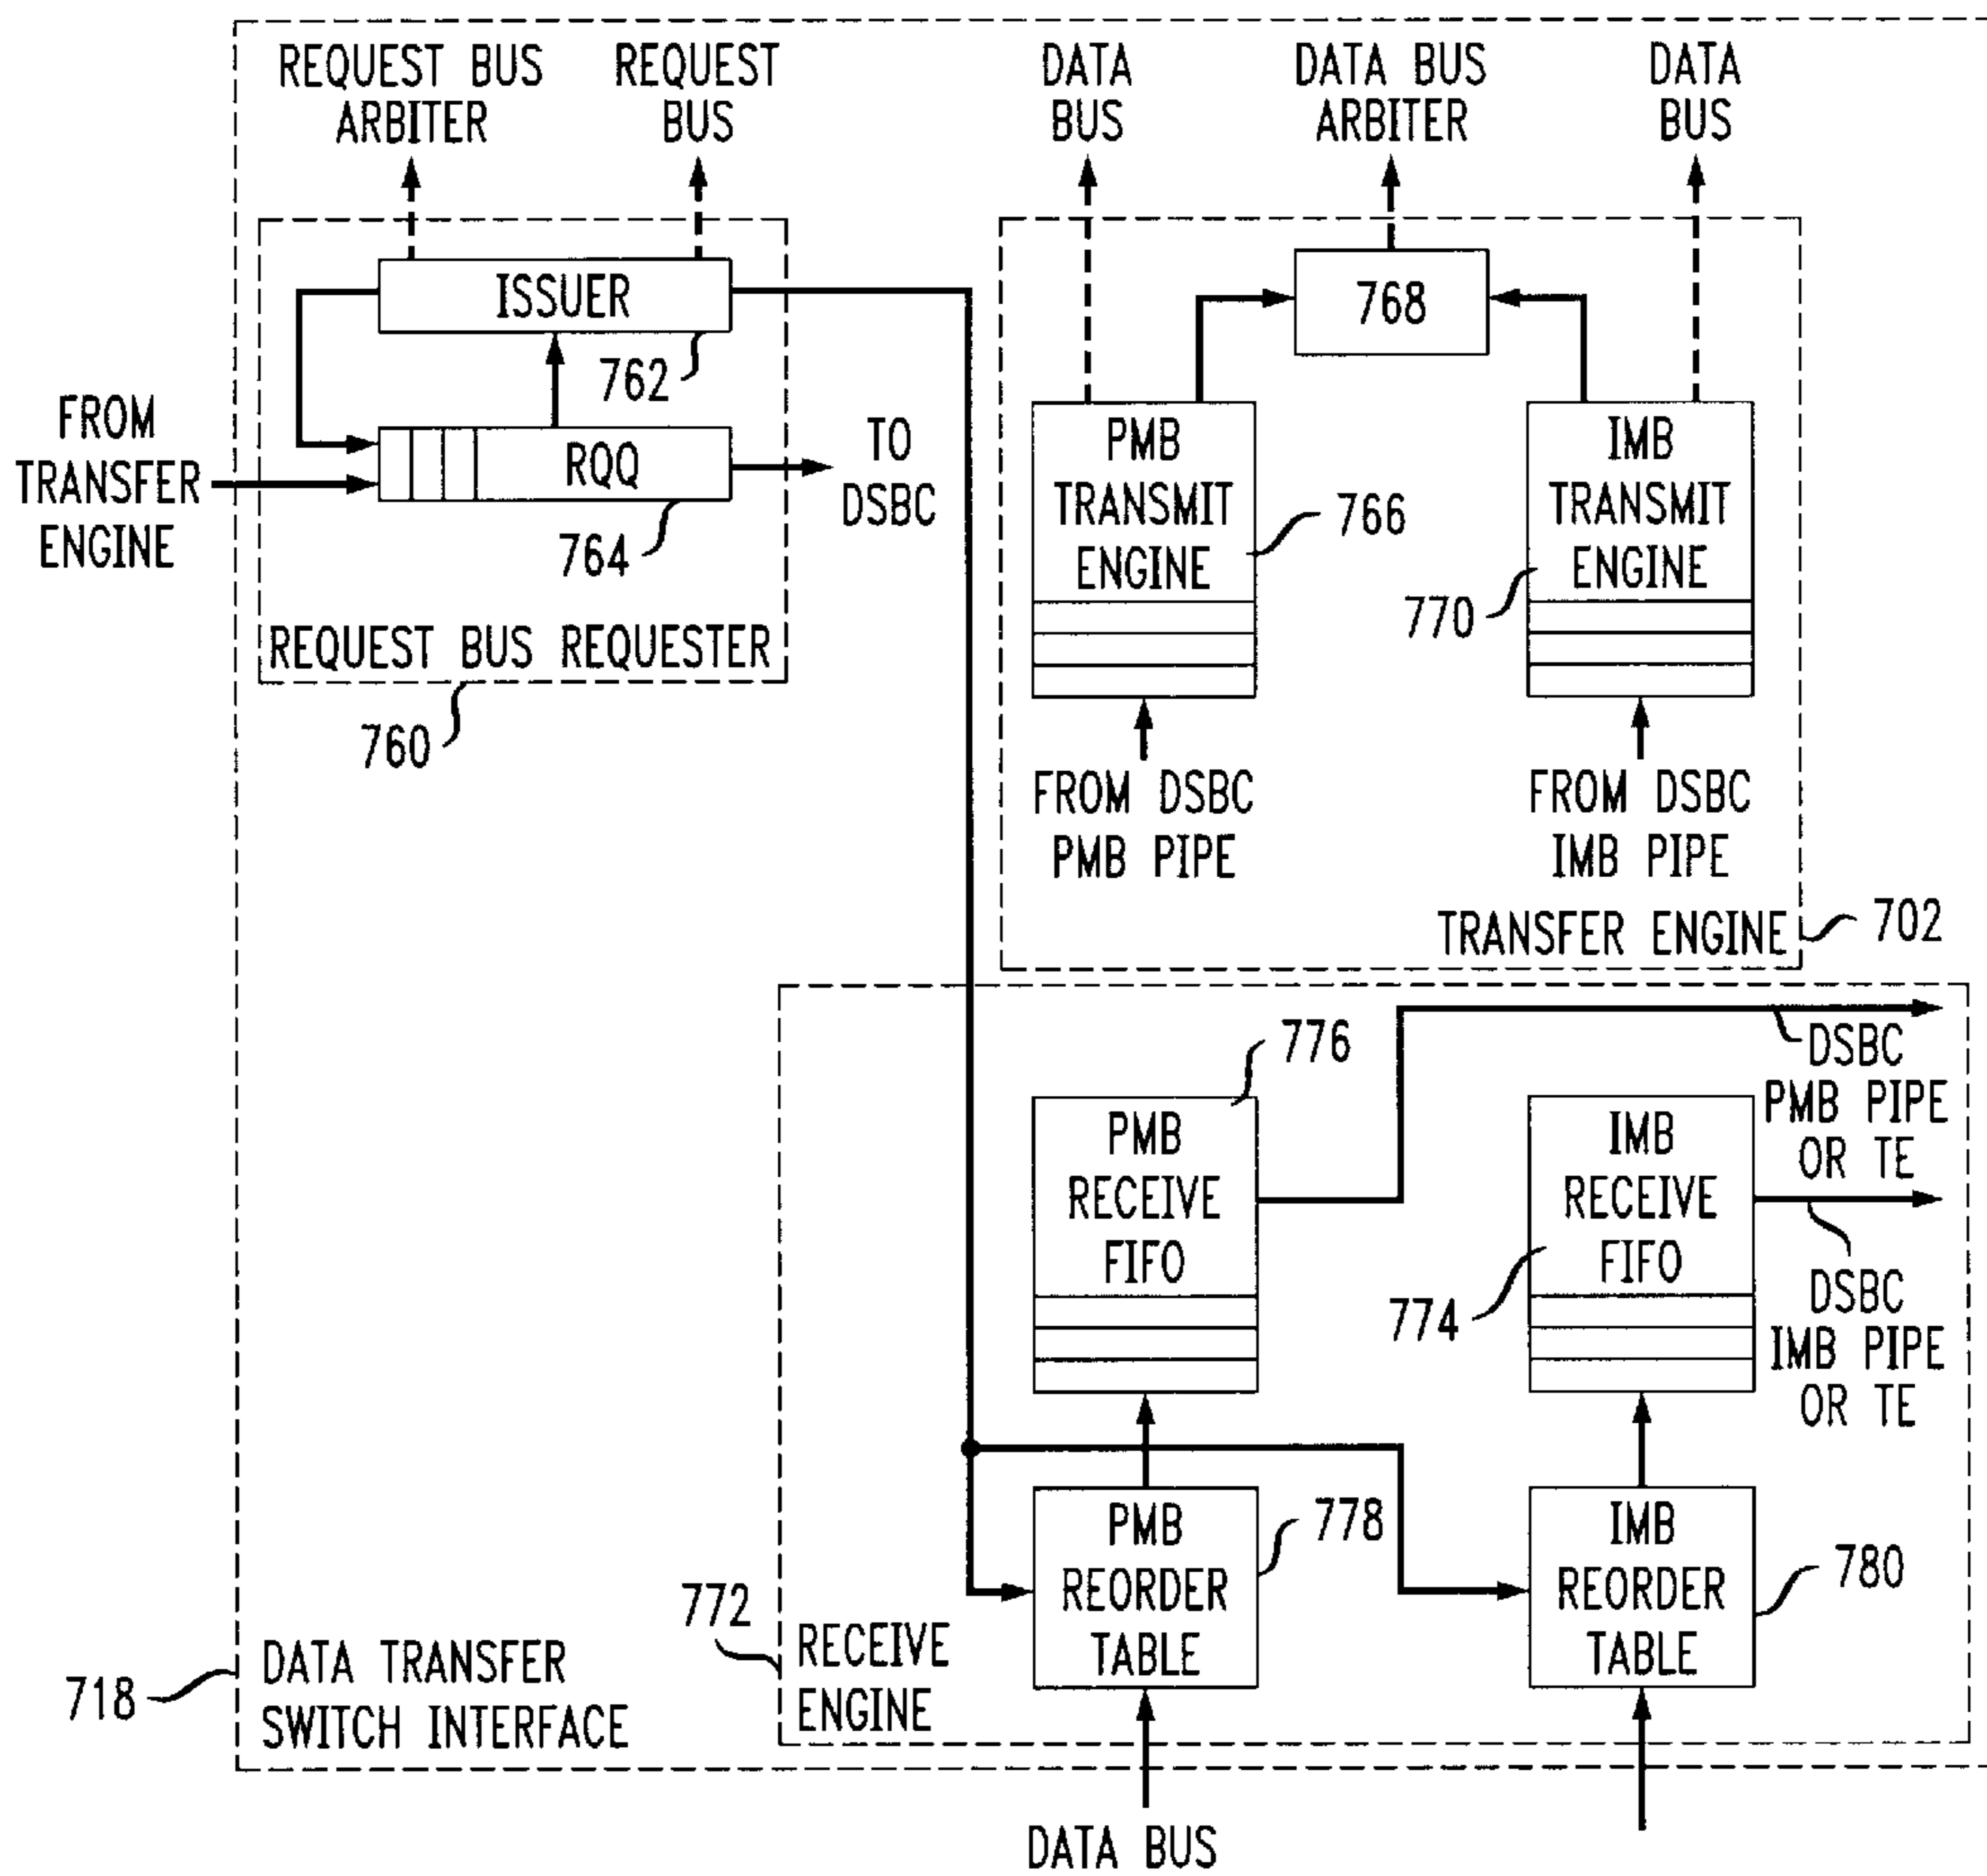 REQUEST BUS
ARBITER
REQUEST
BUS
DATA
BUS
DATA BUS
ARBITER
DATA
BUS
ISSUER
762
768
FROM
TRANSFER
ENGINE
RQQ
764
TO
DSBC
REQUEST BUS REQUESTER
760
PMB
TRANSMIT
ENGINE
766
IMB
TRANSMIT
ENGINE
770
FROM DSBC
PMB PIPE
FROM DSBC
IMB PIPE
TRANSFER ENGINE
702
776
PMB
RECEIVE
FIFO
IMB
RECEIVE
FIFO
774
DSBC
PMB PIPE
OR TE
DSBC
IMB PIPE
OR TE
PMB
REORDER
TABLE
778
IMB
REORDER
TABLE
780
772
RECEIVE
ENGINE
718
DATA TRANSFER
SWITCH INTERFACE
DATA BUS